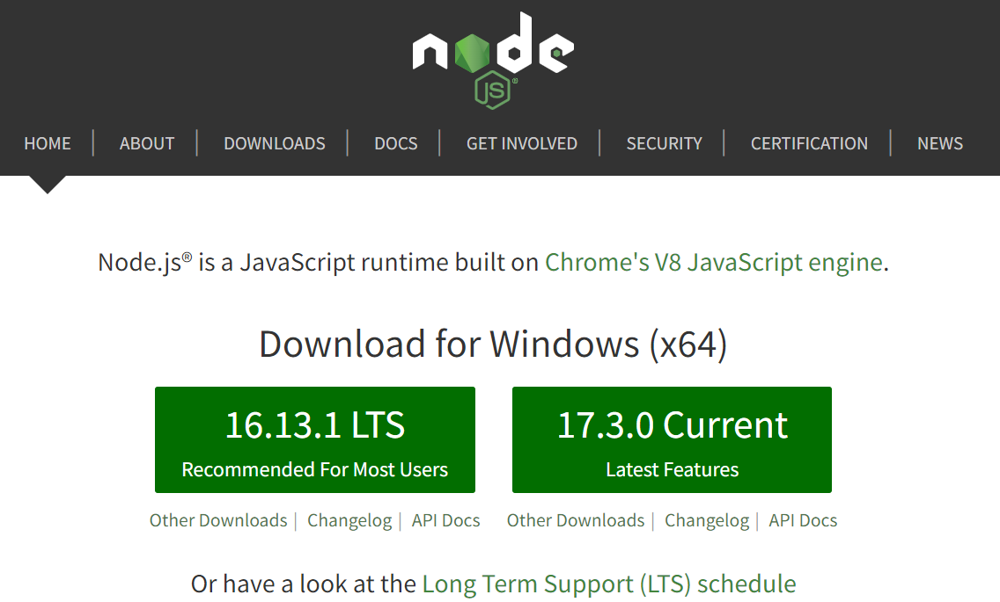 node
JS®
HOME | ABOUT | DOWNLOADS | DOCS | GET INVOLVED | SECURITY | CERTIFICATION | NEWS
Node.js® is a JavaScript runtime built on Chrome's V8 JavaScript engine.
Download for Windows (x64)
16.13.1 LTS
Recommended For Most Users
17.3.0 Current
Latest Features
Other Downloads | Changelog | API Docs
Other Downloads | Changelog | API Docs
Or have a look at the Long Term Support (LTS) schedule